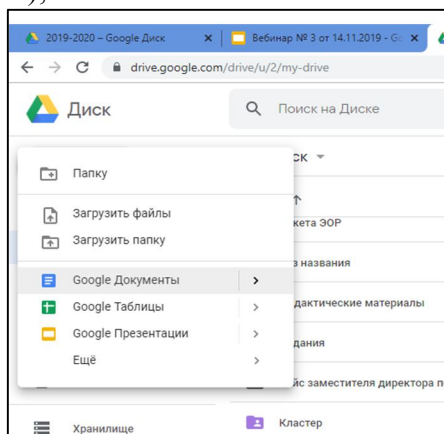 2019-2020 – Google Диск
Вебинар № 3 от 14.11.2019 - Go
drive.google.com/drive/u/2/my-drive
Диск
Поиск на Диске
Папку
ск
Загрузить файлы
кета ЭОР
Загрузить папку
з названия
Google Документы
Google Таблицы
дактические материалы
Google Презентации
дания
Ещё
йс заместителя директора п
Хранилище
Кластер